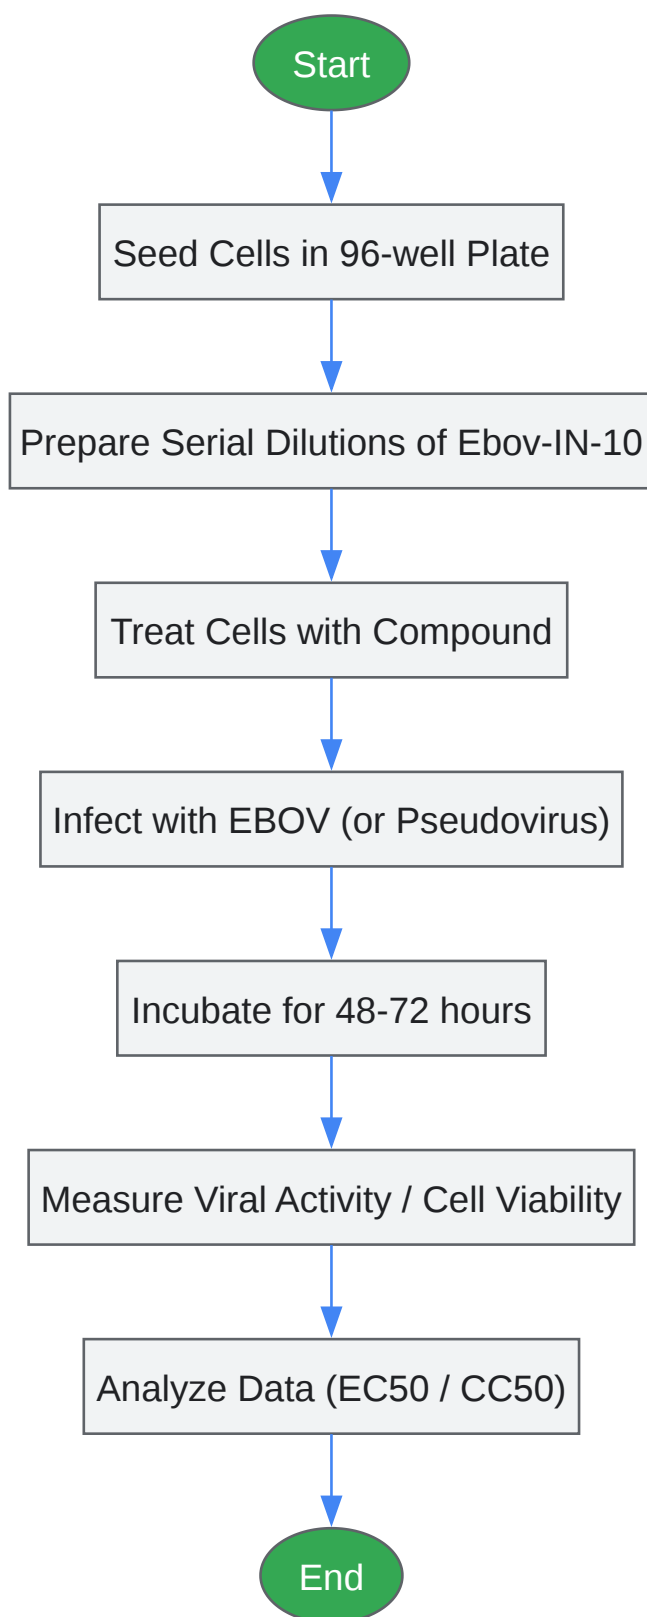 Start
Seed Cells in 96-well Plate
Prepare Serial Dilutions of Ebov-IN-10
Treat Cells with Compound
Infect with EBOV (or Pseudovirus)
Incubate for 48-72 hours
Measure Viral Activity / Cell Viability
Analyze Data (EC50 / CC50)
End